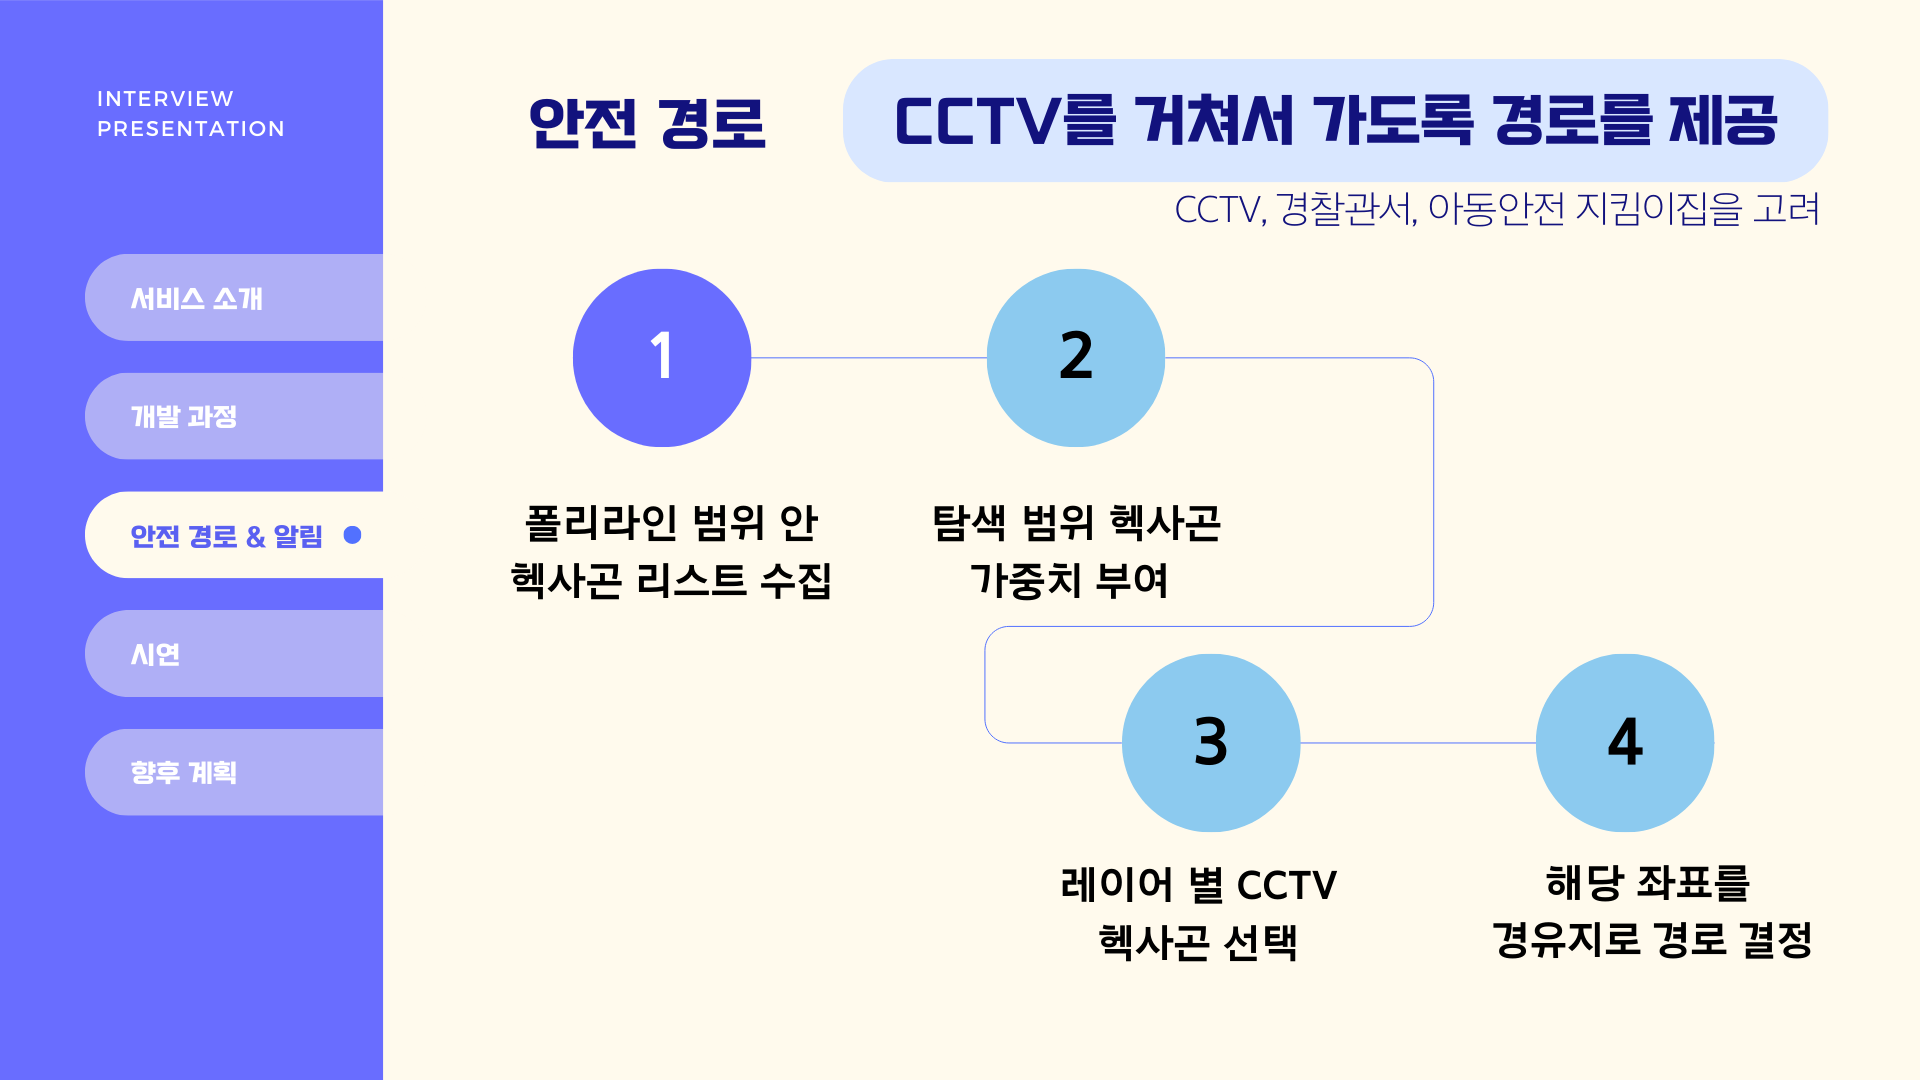 INTERVIEW
PRESENTATION
서비스 소개
개발 과정
안전 경로 & 알림
시연
향후 계획
안전 경로
CCTV를 거쳐서 가도록 경로를 제공
CCTV, 경찰관서, 아동안전 지킴이집을 고려
1
폴리라인 범위 안
헥사곤 리스트 수집
2
탐색 범위 헥사곤
가중치 부여
3
레이어 별 CCTV
헥사곤 선택
4
해당 좌표를
경유지로 경로 결정